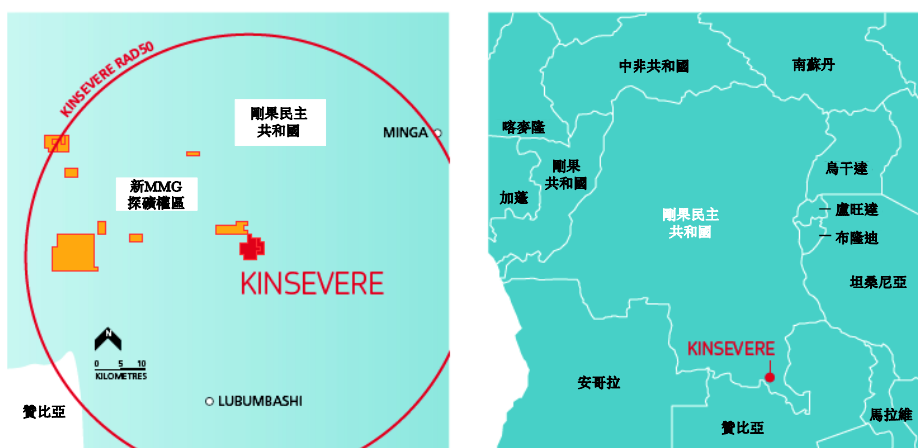 KINSEVERE RAD50
剛果民主
共和國
MINGA
新MMG
探礦權區
KINSEVERE
N
0 5 10
KILOMETRES
LUBUMBASHI
贊比亞
中非共和國
南蘇丹
喀麥隆
剛果
共和國
加蓬
烏干達
盧旺達
布隆迪
剛果民主
共和國
坦桑尼亞
KINSEVERE
安哥拉
贊比亞
馬拉維